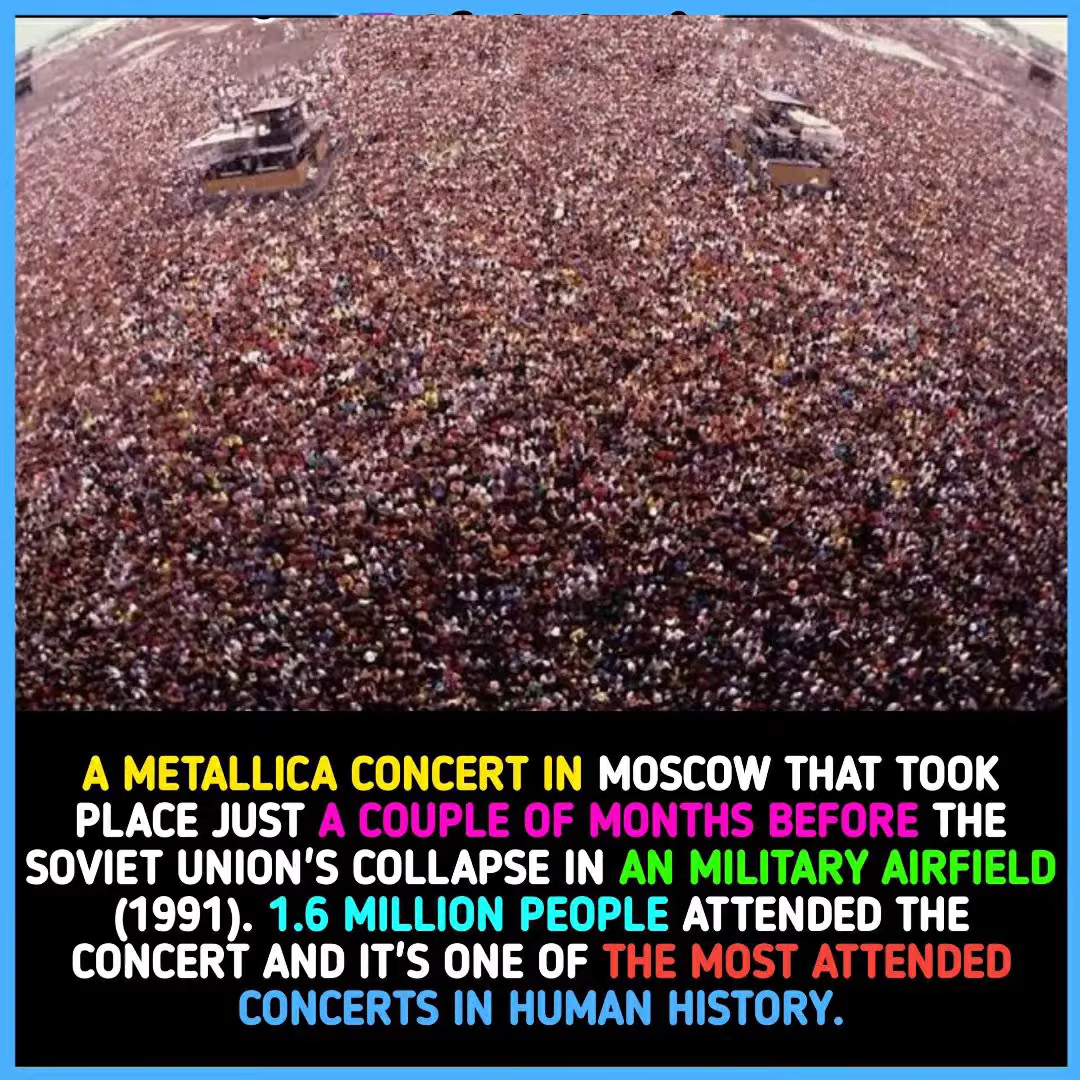 A METALLICA CONCERT IN MOSCOW THAT TOOK
PLACE JUST A COUPLE OF MONTHS BEFORE THE
SOVIET UNION'S COLLAPSE IN AN MILITARY AIRFIELD
(1991). 1.6 MILLION PEOPLE ATTENDED THE
CONCERT AND IT'S ONE OF THE MOST ATTENDED
CONCERTS IN HUMAN HISTORY.